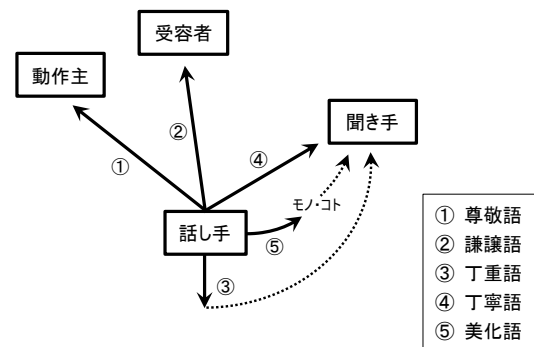 受容者
動作主
聞き手
②
④
①
モノ・コト
話し手
⑤
③
① 尊敬語
② 謙譲語
③ 丁重語
④ 丁寧語
⑤ 美化語